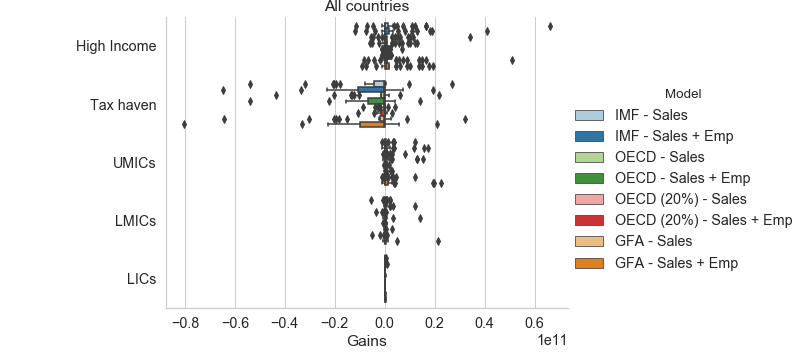 All countries
High Income
Tax haven
UMICs
LMICs
LICs
−0.8 −0.6 −0.4 −0.2 0.0 0.2 0.4 0.6
1e11
Gains
Model
IMF - Sales
IMF - Sales + Emp
OECD - Sales
OECD - Sales + Emp
OECD (20%) - Sales
OECD (20%) - Sales + Emp
GFA - Sales
GFA - Sales + Emp